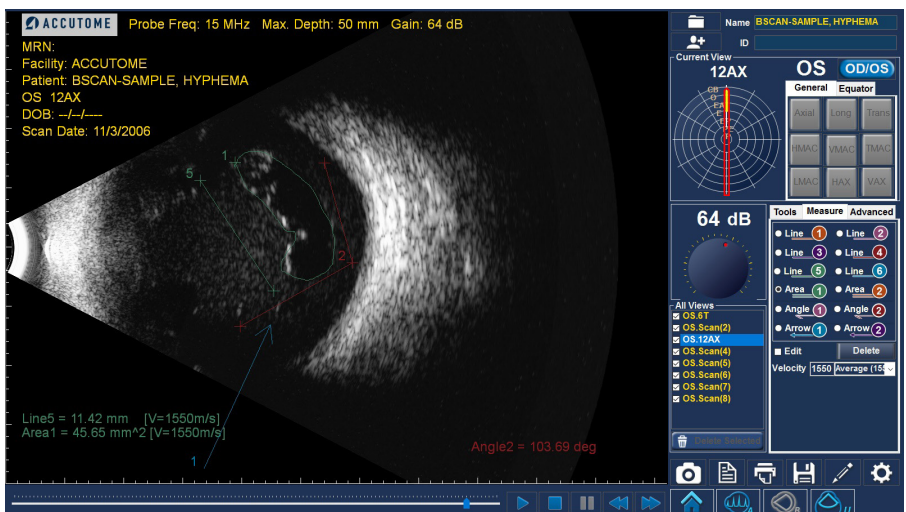 ACCUTOME Probe Freq: 15 MHz Max. Depth: 50 mm Gain: 64 dB
MRN:
Facility: ACCUTOME
Patient: BSCAN-SAMPLE, HYPHEMA
OS 12AX
DOB: --/--/----
Scan Date: 11/3/2006
1
5
2
Line5 = 11.42 mm [V=1550m/s]
Area1 = 45.65 mm^2 [V=1550m/s]
1
Angle2 = 103.69 deg
Name BSCAN-SAMPLE, HYPHEMA
ID
Current View
12AX OS OD/OS
General Equator
CB
O
EA
E
Axial Long Trans
HMAC VMAC TMAC
LMAC HAX VAX
64 dB
Tools Measure Advanced
Line 1 Line 2
Line 3 Line 4
Line 5 Line 6
Area 1 Area 2
Angle 1 Angle 2
Arrow 1 Arrow 2
Edit Delete
Velocity 1550 Average (155
All Views
OS.6T
OS.Scan(2)
OS.12AX
OS.Scan(4)
OS.Scan(5)
OS.Scan(6)
OS.Scan(7)
OS.Scan(8)
Delete Selected
A B U